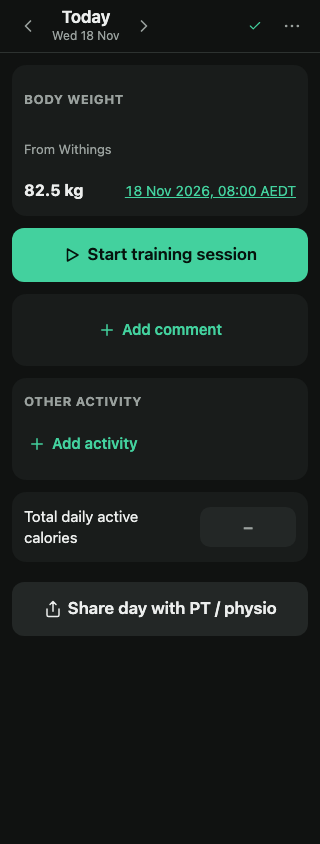 Today
Wed 18 Nov
BODY WEIGHT
From Withings
82.5 kg
18 Nov 2026, 08:00 AEDT
Start training session
Add comment
OTHER ACTIVITY
Add activity
Total daily active
calories
–
Share day with PT / physio